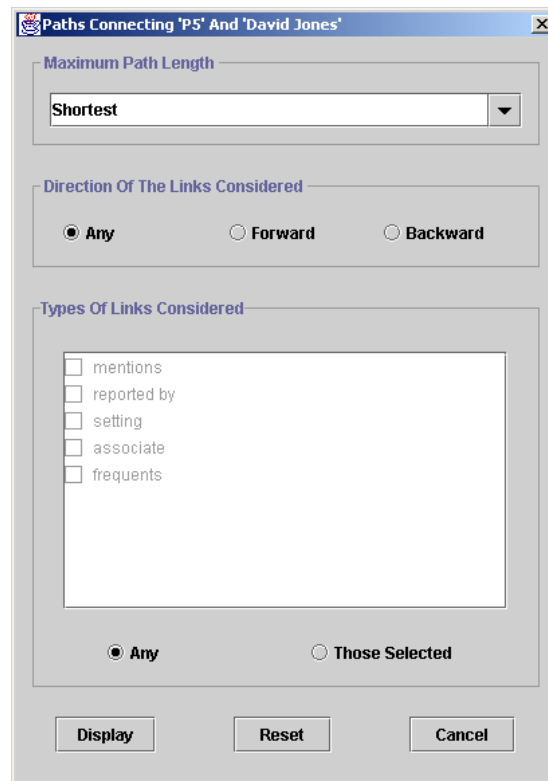 Paths Connecting 'P5' And 'David Jones'
Maximum Path Length
Shortest
Direction Of The Links Considered
Any Forward Backward
Types Of Links Considered
mentions
reported by
setting
associate
frequents
Any Those Selected
Display Reset Cancel